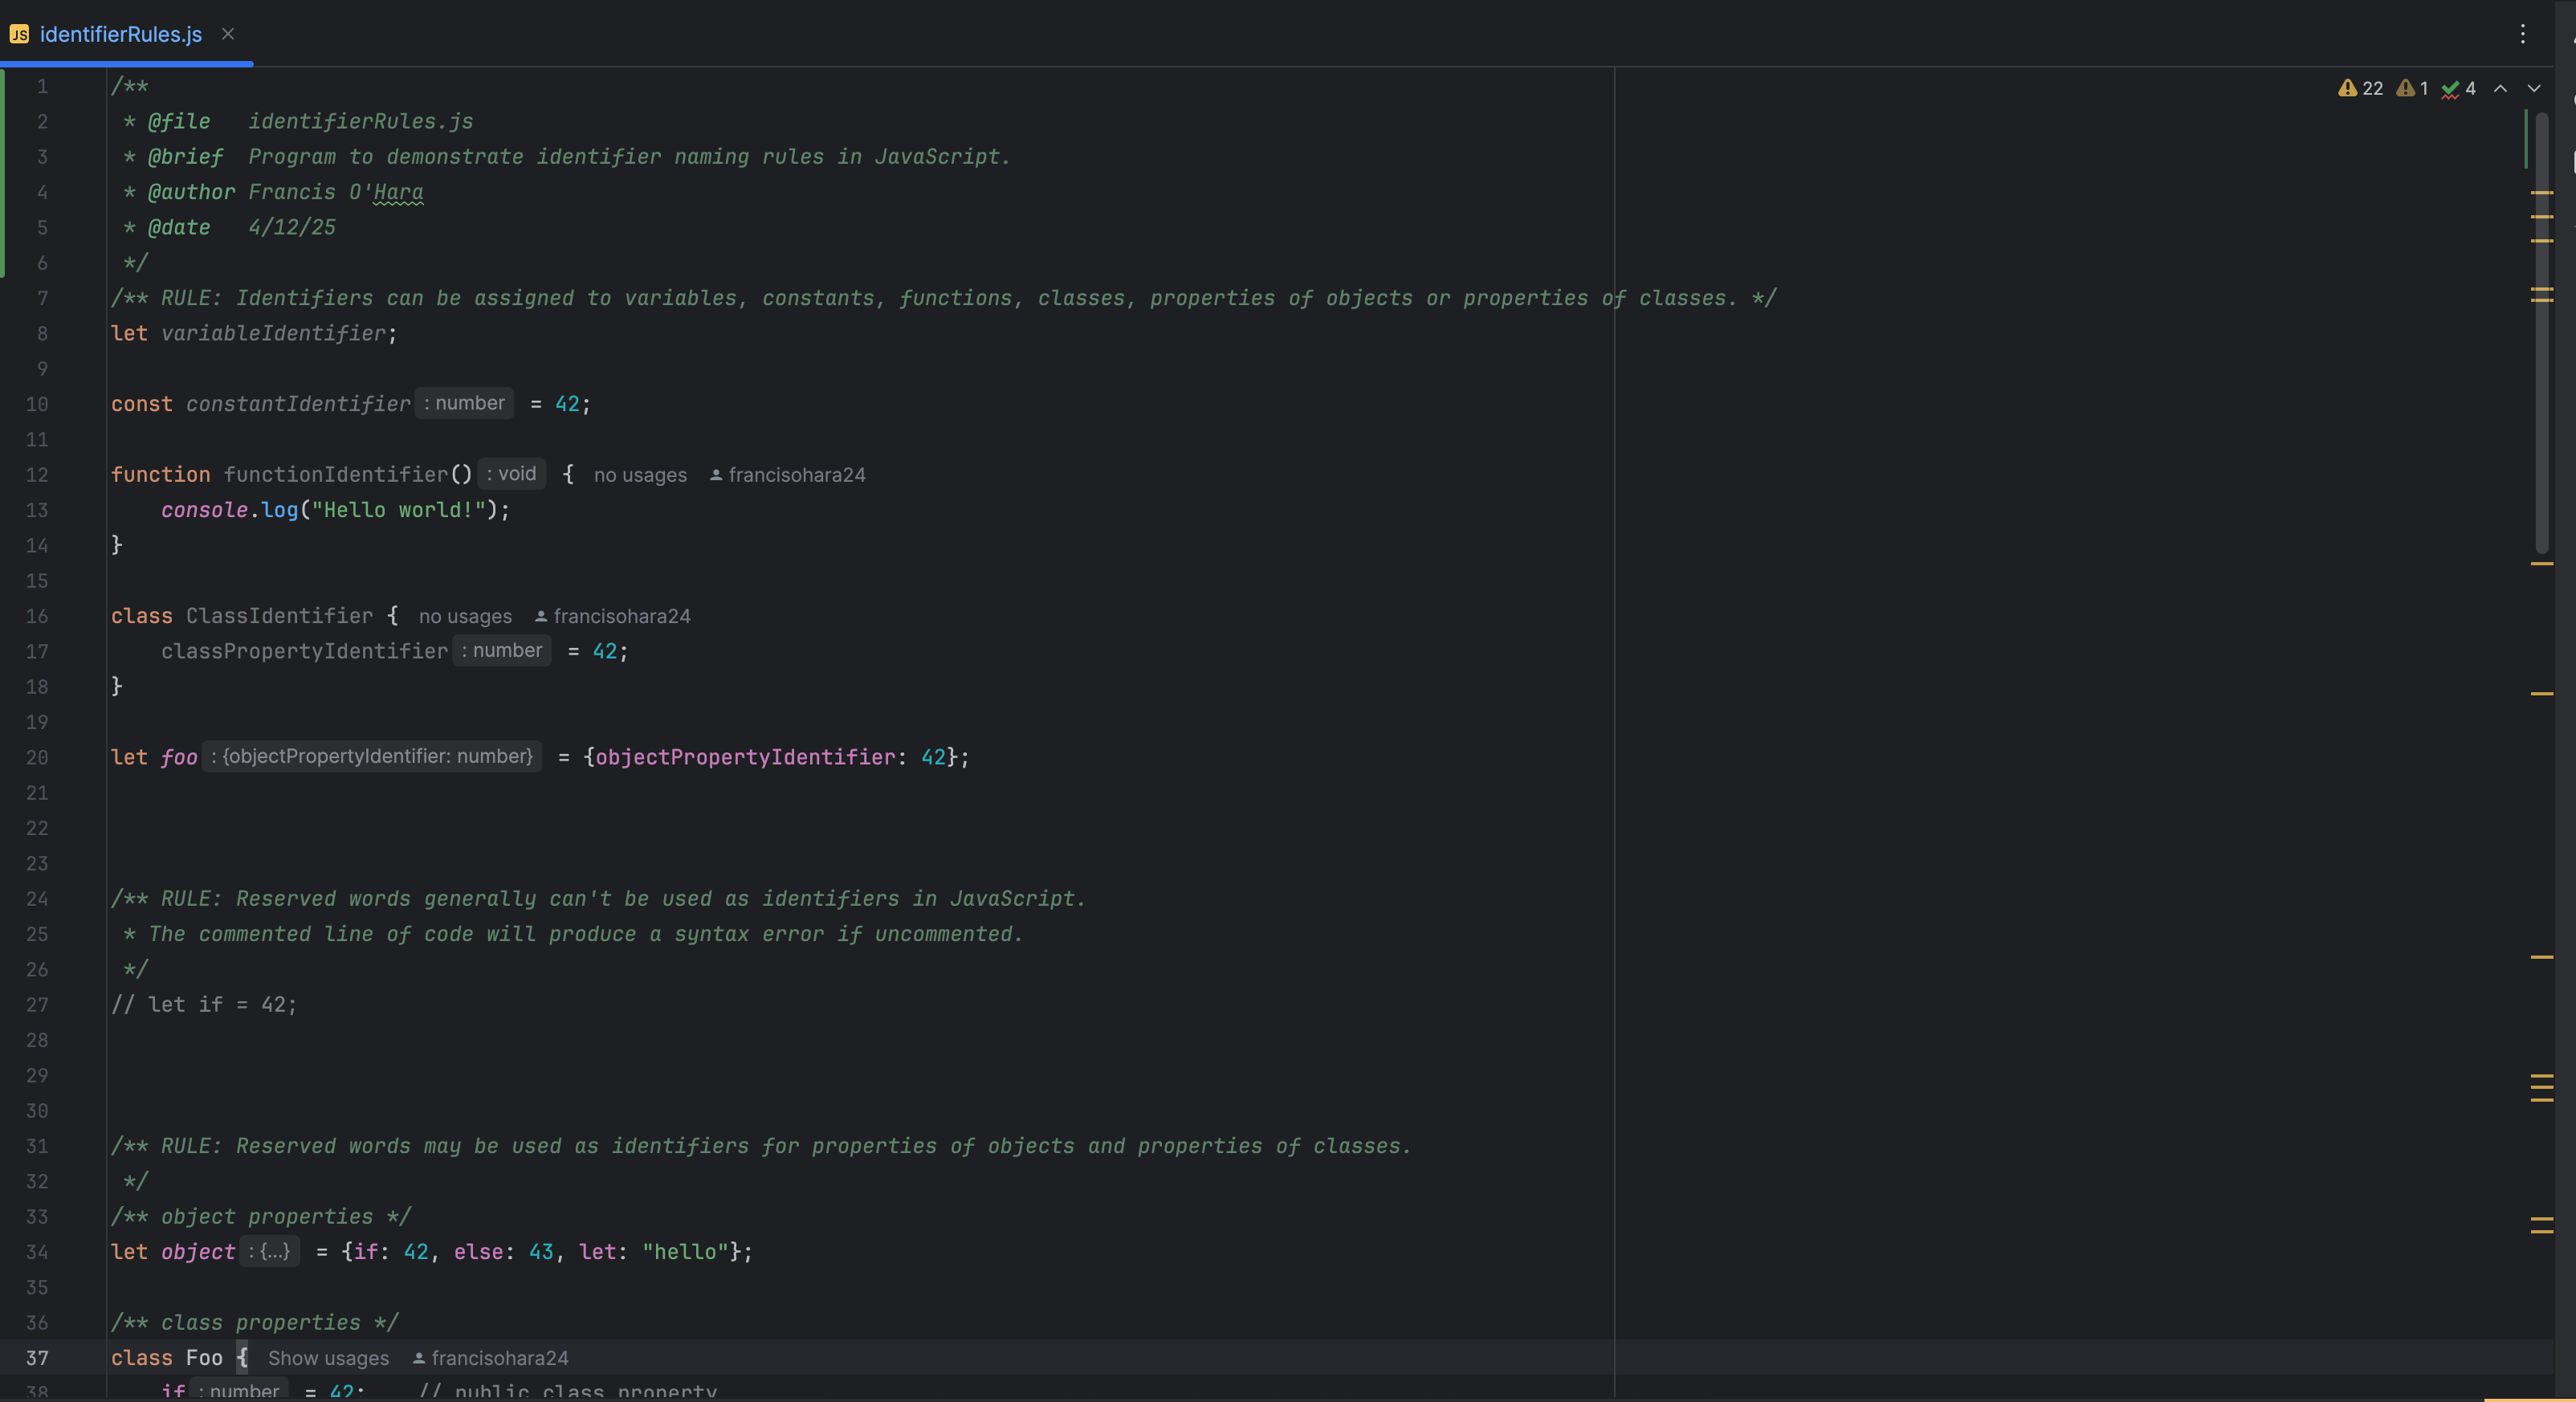 JS identifierRules.js
22 1 4
1 /**
2  * @file   identifierRules.js
3  * @brief  Program to demonstrate identifier naming rules in JavaScript.
4  * @author Francis O'Hara
5  * @date   4/12/25
6  */
7 /** RULE: Identifiers can be assigned to variables, constants, functions, classes, properties of objects or properties of classes. */
8 let variableIdentifier;
9
10 const constantIdentifier : number = 42;
11
12 function functionIdentifier() : void { no usages francisohara24
13     console.log("Hello world!");
14 }
15
16 class ClassIdentifier { no usages francisohara24
17     classPropertyIdentifier : number = 42;
18 }
19
20 let foo : {objectPropertyIdentifier: number} = {objectPropertyIdentifier: 42};
21
22
23
24 /** RULE: Reserved words generally can't be used as identifiers in JavaScript.
25  * The commented line of code will produce a syntax error if uncommented.
26  */
27 // let if = 42;
28
29
30
31 /** RULE: Reserved words may be used as identifiers for properties of objects and properties of classes.
32  */
33 /** object properties */
34 let object : {...} = {if: 42, else: 43, let: "hello"};
35
36 /** class properties */
37 class Foo { Show usages francisohara24
38     if : number = 42;    // public class property